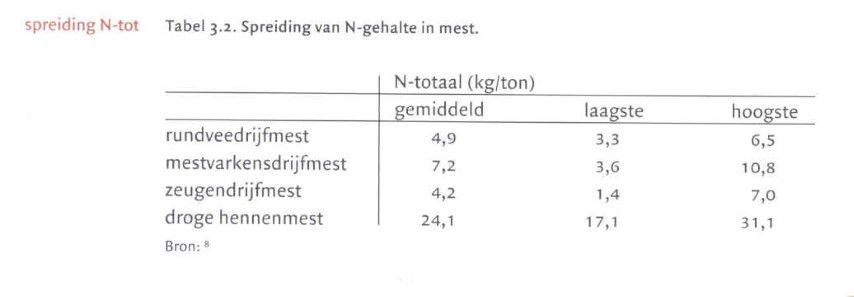 spreiding N-tot Tabel 3.2. Spreiding van N-gehalte in mest.
N-totaal (kg/ton)
gemiddeld laagste hoogste
rundveedrijfmest 4,9 3,3 6,5
mestvarkensdrijfmest 7,2 3,6 10,8
zeugendrijfmest 4,2 1,4 7,0
droge hennenmest 24,1 17,1 31,1
Bron: 8